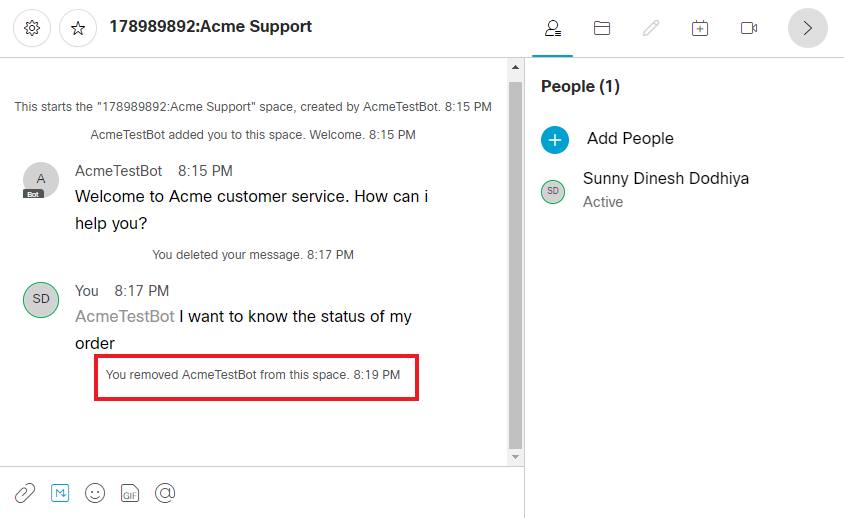 178989892:Acme Support
This starts the "178989892:Acme Support" space, created by AcmeTestBot. 8:15 PM
AcmeTestBot added you to this space. Welcome. 8:15 PM
A
Bot
AcmeTestBot 8:15 PM
Welcome to Acme customer service. How can i
help you?
You deleted your message. 8:17 PM
SD
You 8:17 PM
AcmeTestBot I want to know the status of my
order
You removed AcmeTestBot from this space. 8:19 PM
M
GIF
@
People (1)
+ Add People
SD
Sunny Dinesh Dodhiya
Active